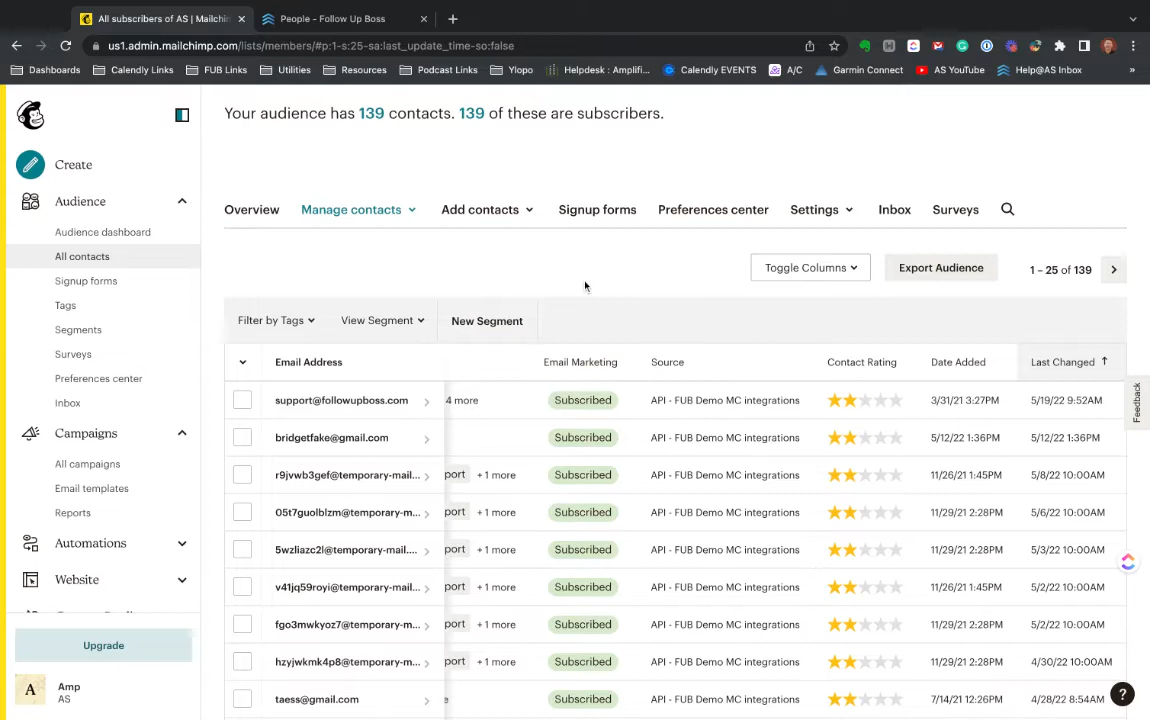 All subscribers of AS | Mailchim
People - Follow Up Boss
us1.admin.mailchimp.com/lists/members/#p:1-s:25-sa:last_update_time-so:false
Dashboards
Calendly Links
FUB Links
Utilities
Resources
Podcast Links
Ylopo
Helpdesk : Amplifi...
Calendly EVENTS
A/C
Garmin Connect
AS YouTube
Help@AS Inbox
»
Your audience has 139 contacts. 139 of these are subscribers.
Create
Audience
Audience dashboard
All contacts
Signup forms
Tags
Segments
Surveys
Preferences center
Inbox
Campaigns
All campaigns
Email templates
Reports
Automations
Website
Upgrade
A
Amp
AS
Overview
Manage contacts
Add contacts
Signup forms
Preferences center
Settings
Inbox
Surveys
Toggle Columns
Export Audience
1 – 25 of 139
Filter by Tags
View Segment
New Segment
Email Address Email Marketing Source Contact Rating Date Added Last Changed
support@followupboss.com 4 more Subscribed API - FUB Demo MC integrations 3/31/21 3:27PM 5/19/22 9:52AM
bridgetfake@gmail.com Subscribed API - FUB Demo MC integrations 5/12/22 1:36PM 5/12/22 1:36PM
r9jvwb3gef@temporary-mail... port + 1 more Subscribed API - FUB Demo MC integrations 11/26/21 1:45PM 5/8/22 10:00AM
05t7guolblzm@temporary-m... port + 1 more Subscribed API - FUB Demo MC integrations 11/29/21 2:28PM 5/6/22 10:00AM
5wzliazc2l@temporary-mail.... port + 1 more Subscribed API - FUB Demo MC integrations 11/29/21 2:28PM 5/3/22 10:00AM
v41jq59royi@temporary-mail... port + 1 more Subscribed API - FUB Demo MC integrations 11/26/21 1:45PM 5/2/22 10:00AM
fgo3mwkyoz7@temporary-m... port + 1 more Subscribed API - FUB Demo MC integrations 11/29/21 2:28PM 5/2/22 10:00AM
hzyjwkmk4p8@temporary-m... port + 1 more Subscribed API - FUB Demo MC integrations 11/29/21 2:28PM 4/30/22 10:00AM
taess@gmail.com e Subscribed API - FUB Demo MC integrations 7/14/21 12:26PM 4/28/22 8:54AM
Feedback
?